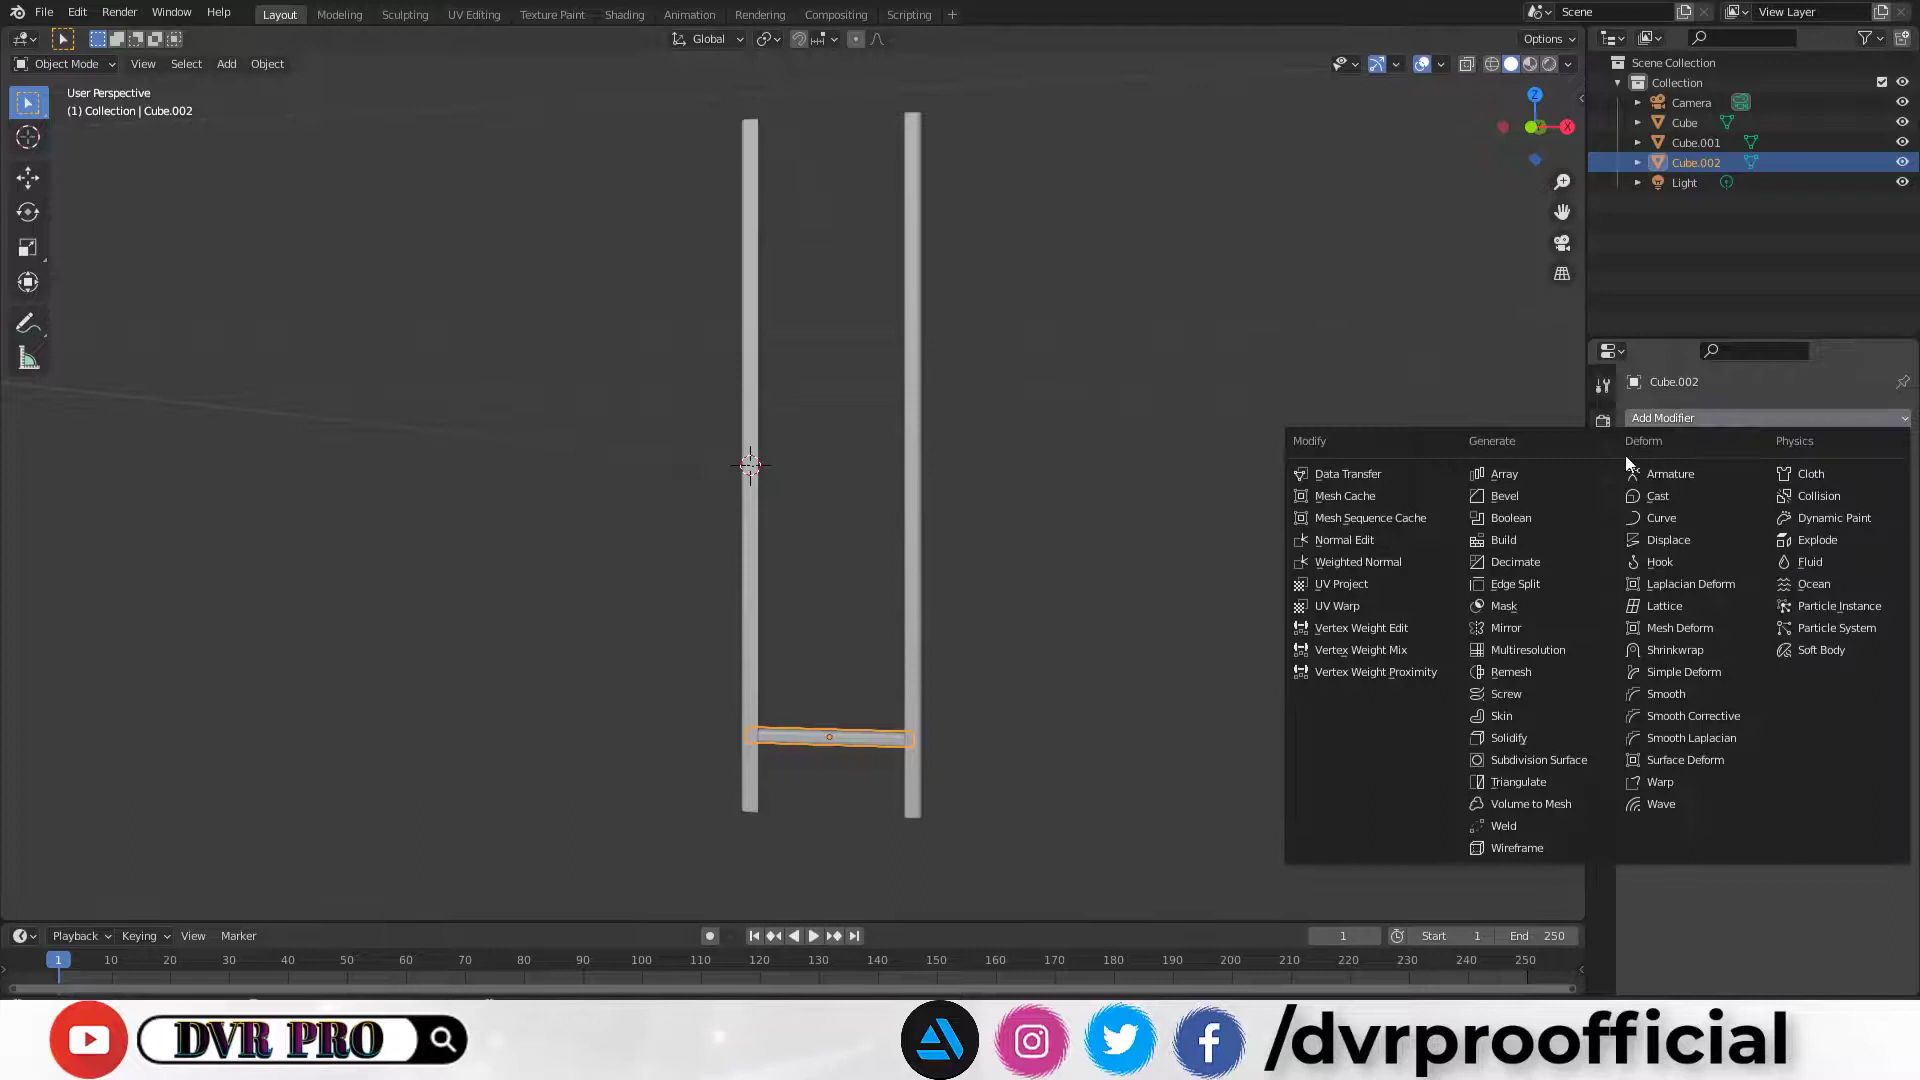 File Edit Render Window Help Layout Modeling Sculpting UV Editing Texture Paint Shading Animation Rendering Compositing Scripting + Scene View Layer
Global Options
Object Mode View Select Add Object
User Perspective
(1) Collection | Cube.002
Z
X
Scene Collection
Collection
Camera
Cube
Cube.001
Cube.002
Light
Cube.002
Add Modifier
Modify Generate Deform Physics
Data Transfer Array Armature Cloth
Mesh Cache Bevel Cast Collision
Mesh Sequence Cache Boolean Curve Dynamic Paint
Normal Edit Build Displace Explode
Weighted Normal Decimate Hook Fluid
UV Project Edge Split Laplacian Deform Ocean
UV Warp Mask Lattice Particle Instance
Vertex Weight Edit Mirror Mesh Deform Particle System
Vertex Weight Mix Multiresolution Shrinkwrap Soft Body
Vertex Weight Proximity Remesh Simple Deform
Screw Smooth
Skin Smooth Corrective
Solidify Smooth Laplacian
Subdivision Surface Surface Deform
Triangulate Warp
Volume to Mesh Wave
Weld
Wireframe
Playback Keying View Marker 1 Start 1 End 250
1 10 20 30 40 50 60 70 80 90 100 110 120 130 140 150 160 170 180 190 200 210 220 230 240 250
DVR PRO /dvrproofficial